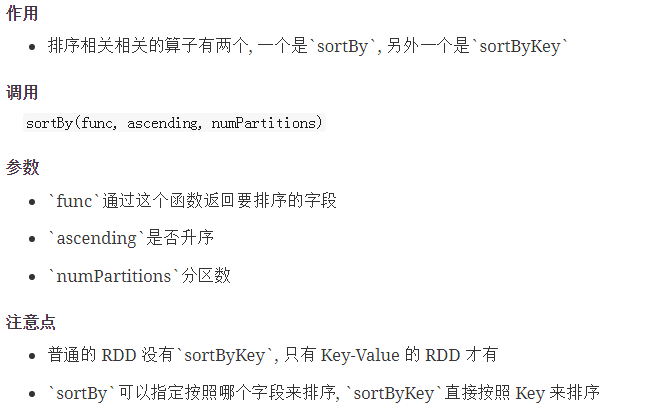 作用
• 排序相关相关的算子有两个, 一个是`sortBy`, 另外一个是`sortByKey`
调用
sortBy(func, ascending, numPartitions)
参数
• `func`通过这个函数返回要排序的字段
• `ascending`是否升序
• `numPartitions`分区数
注意点
• 普通的 RDD 没有`sortByKey`, 只有 Key-Value 的 RDD 才有
• `sortBy`可以指定按照哪个字段来排序, `sortByKey`直接按照 Key 来排序